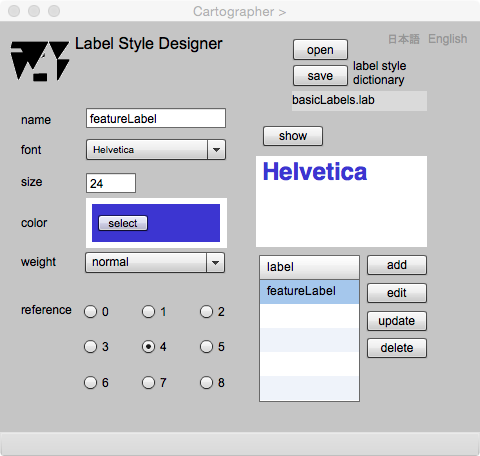 Cartographer >
Label Style Designer
日本語 English
open
save
label style
dictionary
basicLabels.lab
name
featureLabel
font
Helvetica
size
24
color
select
weight
normal
reference
0 1 2
3 4 5
6 7 8
show
Helvetica
label
featureLabel
add
edit
update
delete